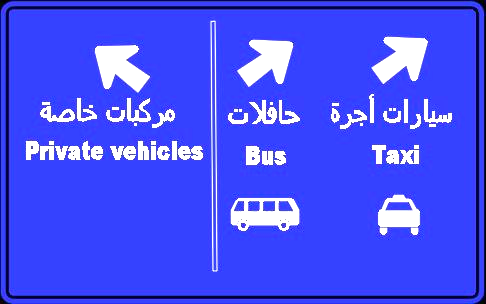 مركبات خاصة
Private vehicles
حافلات
Bus
سيارات أجرة
Taxi